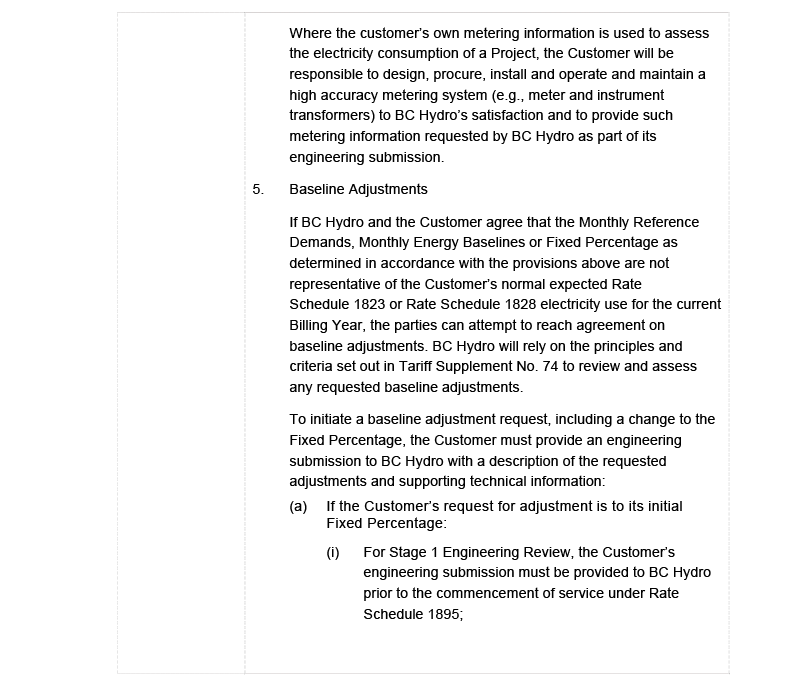 Where the customer's own metering information is used to assess
the electricity consumption of a Project, the Customer will be
responsible to design, procure, install and operate and maintain a
high accuracy metering system (e.g., meter and instrument
transformers) to BC Hydro's satisfaction and to provide such
metering information requested by BC Hydro as part of its
engineering submission.
5. Baseline Adjustments
If BC Hydro and the Customer agree that the Monthly Reference
Demands, Monthly Energy Baselines or Fixed Percentage as
determined in accordance with the provisions above are not
representative of the Customer's normal expected Rate
Schedule 1823 or Rate Schedule 1828 electricity use for the current
Billing Year, the parties can attempt to reach agreement on
baseline adjustments. BC Hydro will rely on the principles and
criteria set out in Tariff Supplement No. 74 to review and assess
any requested baseline adjustments.
To initiate a baseline adjustment request, including a change to the
Fixed Percentage, the Customer must provide an engineering
submission to BC Hydro with a description of the requested
adjustments and supporting technical information:
(a) If the Customer's request for adjustment is to its initial
Fixed Percentage:
(i) For Stage 1 Engineering Review, the Customer's
engineering submission must be provided to BC Hydro
prior to the commencement of service under Rate
Schedule 1895;